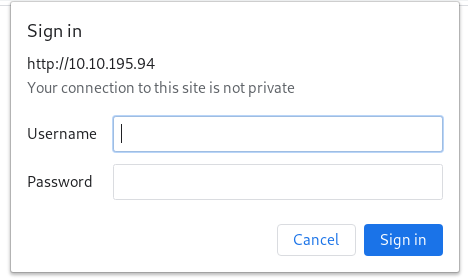 Sign in
http://10.10.195.94
Your connection to this site is not private
Username
Password
Cancel Sign in